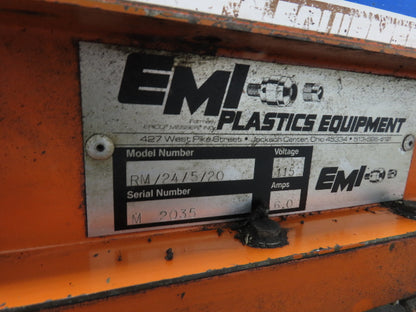 EMI
PLASTICS EQUIPMENT
427 West Pike Street • Jackson Center, Ohio 45334 •
Model Number
Voltage
RM/24/5/20
115
Serial Number
Amps
M 2035
6.0
EMI